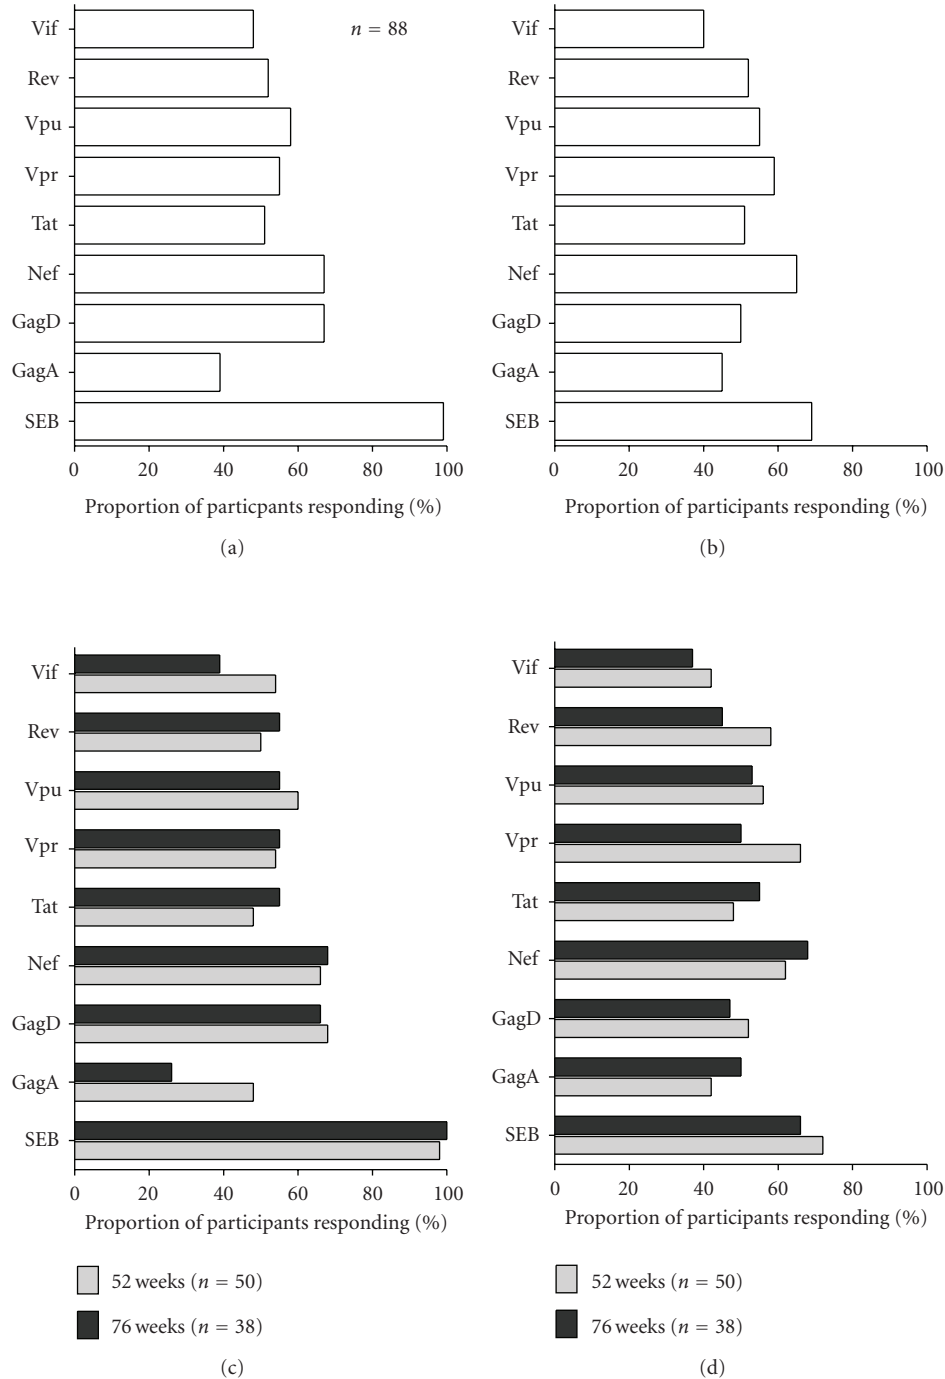 Vif
n = 88
Rev
Vpu
Vpr
Tat
Nef
GagD
GagA
SEB
0 20 40 60 80 100
Proportion of particpants responding (%)
(a)
Vif
Rev
Vpu
Vpr
Tat
Nef
GagD
GagA
SEB
0 20 40 60 80 100
Proportion of participants responding (%)
(b)
Vif
Rev
Vpu
Vpr
Tat
Nef
GagD
GagA
SEB
0 20 40 60 80 100
Proportion of participants responding (%)
52 weeks (n = 50)
76 weeks (n = 38)
(c)
Vif
Rev
Vpu
Vpr
Tat
Nef
GagD
GagA
SEB
0 20 40 60 80 100
Proportion of participants responding (%)
52 weeks (n = 50)
76 weeks (n = 38)
(d)